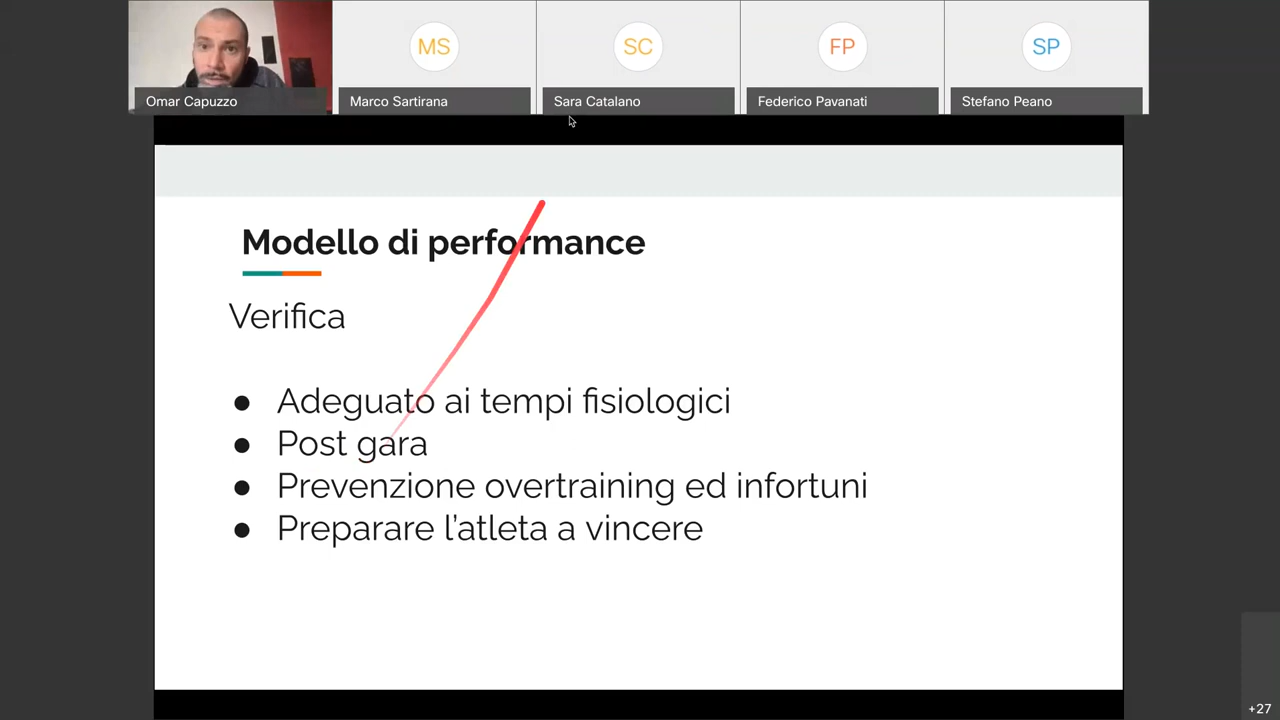 MS
SC
FP
SP
Omar Capuzzo
Marco Sartirana
Sara Catalano
Federico Pavanati
Stefano Peano
Modello di performance
Verifica
● Adeguato ai tempi fisiologici
● Post gara
● Prevenzione overtraining ed infortuni
● Preparare l'atleta a vincere
+27